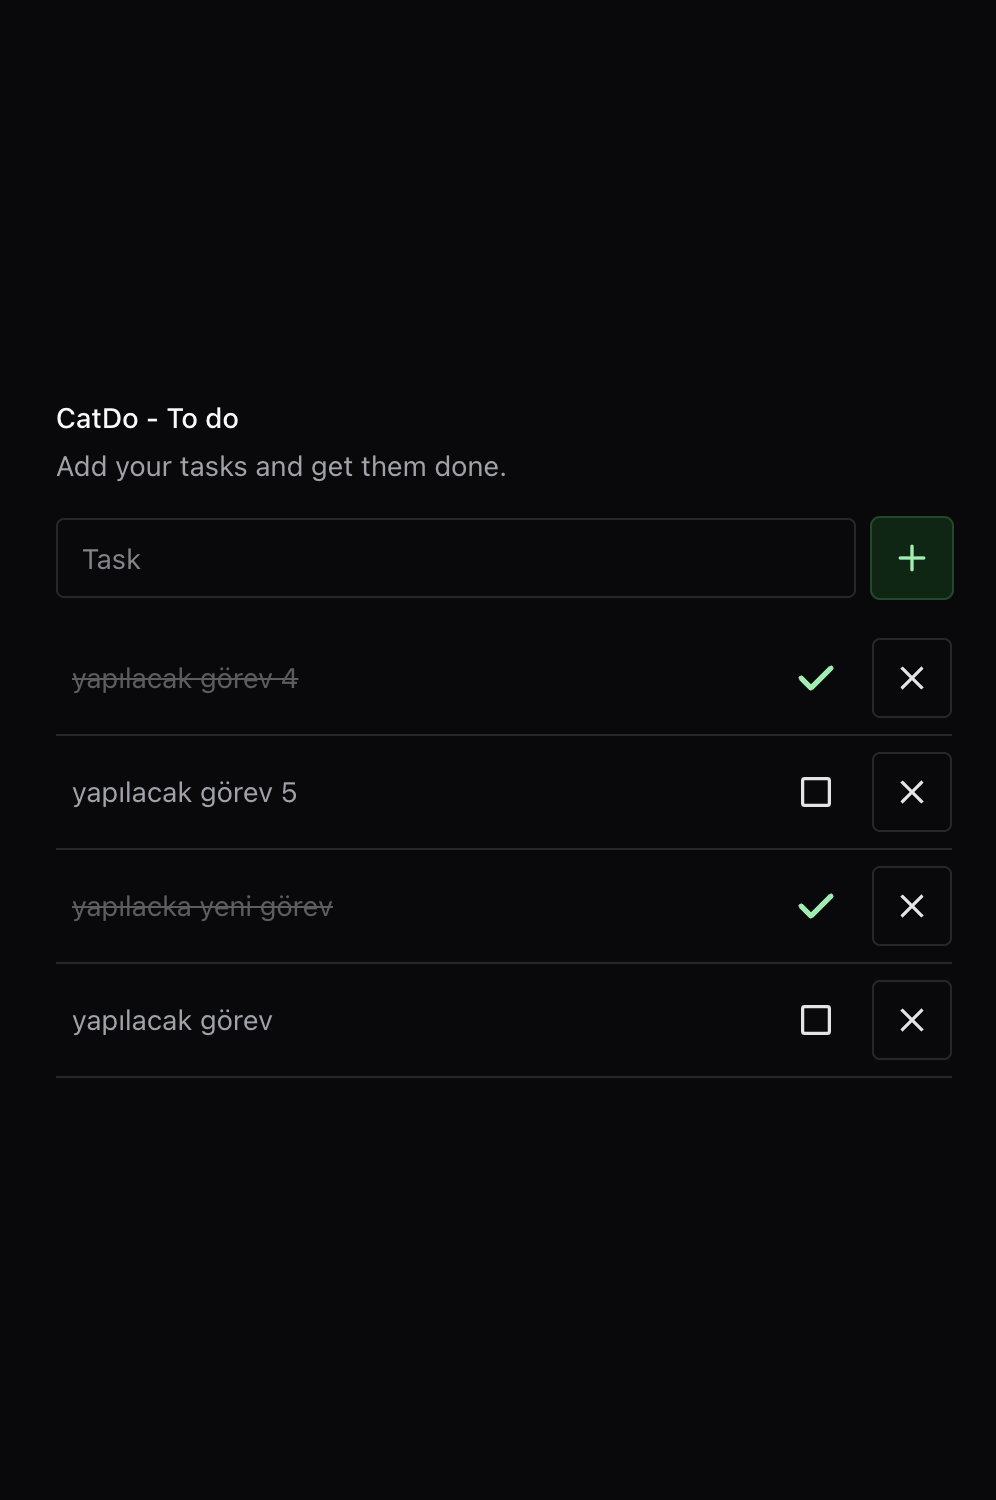 CatDo - To do
Add your tasks and get them done.
Task
yapılacak görev 4
yapılacak görev 5
yapılacka yeni görev
yapılacak görev